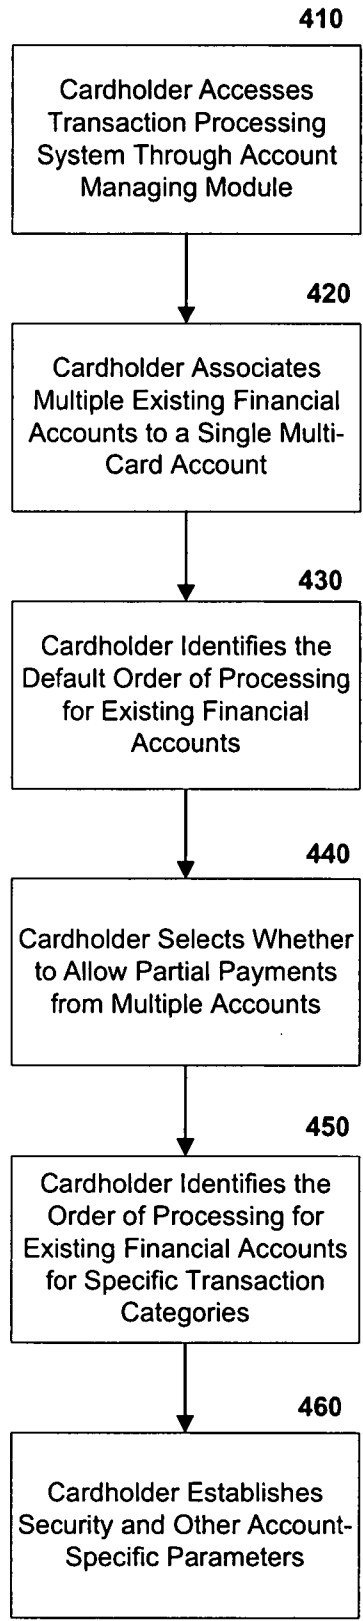 410
Cardholder Accesses
Transaction Processing
System Through Account
Managing Module
420
Cardholder Associates
Multiple Existing Financial
Accounts to a Single Multi-
Card Account
430
Cardholder Identifies the
Default Order of Processing
for Existing Financial
Accounts
440
Cardholder Selects Whether
to Allow Partial Payments
from Multiple Accounts
450
Cardholder Identifies the
Order of Processing for
Existing Financial Accounts
for Specific Transaction
Categories
460
Cardholder Establishes
Security and Other Account-
Specific Parameters